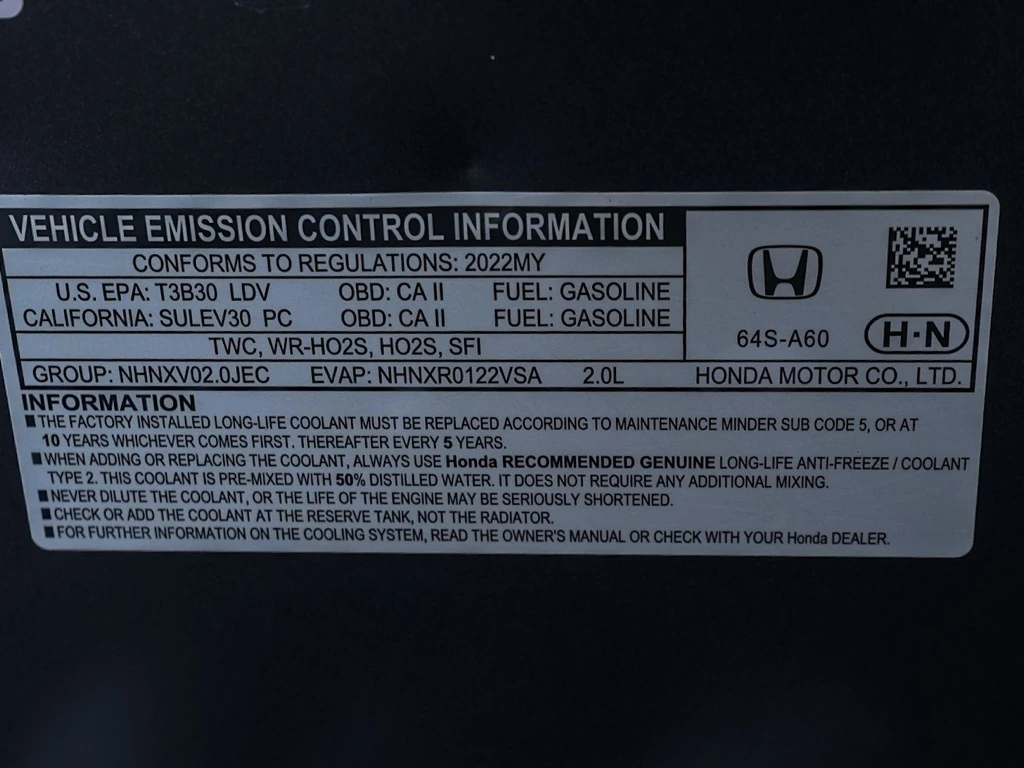 VEHICLE EMISSION CONTROL INFORMATION
CONFORMS TO REGULATIONS: 2022MY
U.S. EPA: T3B30 LDV OBD: CA II FUEL: GASOLINE
CALIFORNIA: SULEV30 PC OBD: CA II FUEL: GASOLINE
TWC, WR-HO2S, HO2S, SFI
64S-A60 H·N
GROUP: NHNXV02.0JEC EVAP: NHNXR0122VSA 2.0L HONDA MOTOR CO., LTD.
INFORMATION
■THE FACTORY INSTALLED LONG-LIFE COOLANT MUST BE REPLACED ACCORDING TO MAINTENANCE MINDER SUB CODE 5, OR AT
10 YEARS WHICHEVER COMES FIRST. THEREAFTER EVERY 5 YEARS.
■WHEN ADDING OR REPLACING THE COOLANT, ALWAYS USE Honda RECOMMENDED GENUINE LONG-LIFE ANTI-FREEZE / COOLANT
TYPE 2. THIS COOLANT IS PRE-MIXED WITH 50% DISTILLED WATER. IT DOES NOT REQUIRE ANY ADDITIONAL MIXING.
■NEVER DILUTE THE COOLANT, OR THE LIFE OF THE ENGINE MAY BE SERIOUSLY SHORTENED.
■CHECK OR ADD THE COOLANT AT THE RESERVE TANK, NOT THE RADIATOR.
■FOR FURTHER INFORMATION ON THE COOLING SYSTEM, READ THE OWNER'S MANUAL OR CHECK WITH YOUR Honda DEALER.